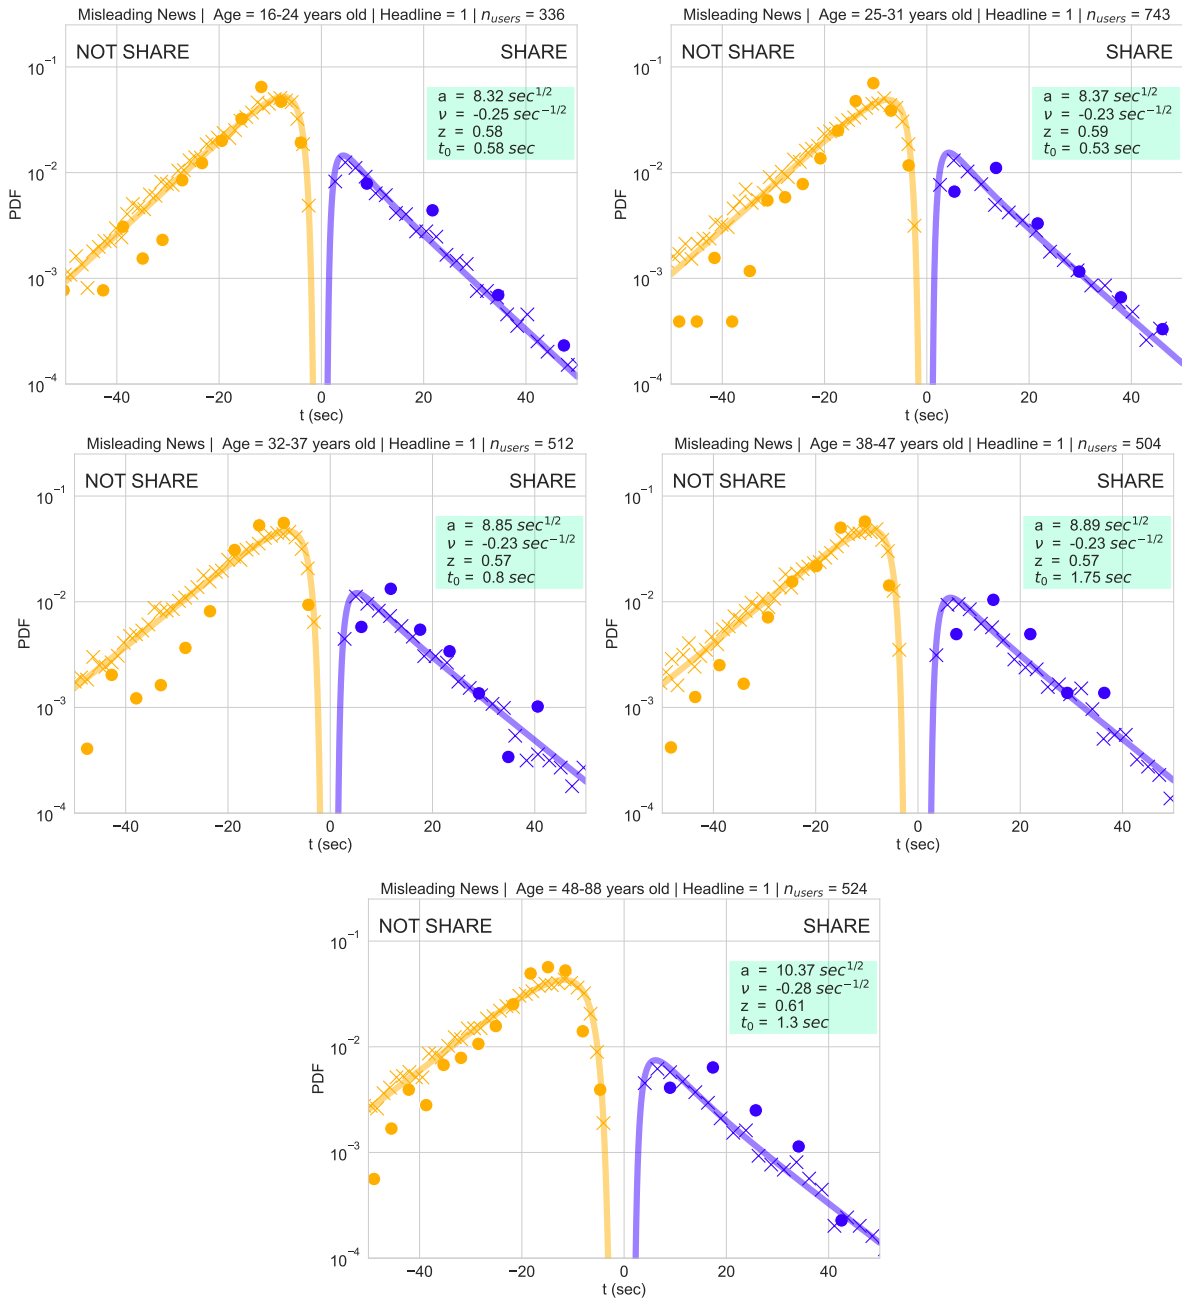 Misleading News | Age = 16-24 years old | Headline = 1 | n_users = 336
NOT SHARE
SHARE
10⁻¹
10⁻²
10⁻³
10⁻⁴
PDF
a = 8.32 sec^1/2
ν = -0.25 sec^−1/2
z = 0.58
t₀ = 0.58 sec
−40 −20 0 20 40
t (sec)
Misleading News | Age = 25-31 years old | Headline = 1 | n_users = 743
NOT SHARE
SHARE
10⁻¹
10⁻²
10⁻³
10⁻⁴
PDF
a = 8.37 sec^1/2
ν = -0.23 sec^−1/2
z = 0.59
t₀ = 0.53 sec
−40 −20 0 20 40
t (sec)
Misleading News | Age = 32-37 years old | Headline = 1 | n_users = 512
NOT SHARE
SHARE
10⁻¹
10⁻²
10⁻³
10⁻⁴
PDF
a = 8.85 sec^1/2
ν = -0.23 sec^−1/2
z = 0.57
t₀ = 0.8 sec
−40 −20 0 20 40
t (sec)
Misleading News | Age = 38-47 years old | Headline = 1 | n_users = 504
NOT SHARE
SHARE
10⁻¹
10⁻²
10⁻³
10⁻⁴
PDF
a = 8.89 sec^1/2
ν = -0.23 sec^−1/2
z = 0.57
t₀ = 1.75 sec
−40 −20 0 20 40
t (sec)
Misleading News | Age = 48-88 years old | Headline = 1 | n_users = 524
NOT SHARE
SHARE
10⁻¹
10⁻²
10⁻³
10⁻⁴
PDF
a = 10.37 sec^1/2
ν = -0.28 sec^−1/2
z = 0.61
t₀ = 1.3 sec
−40 −20 0 20 40
t (sec)